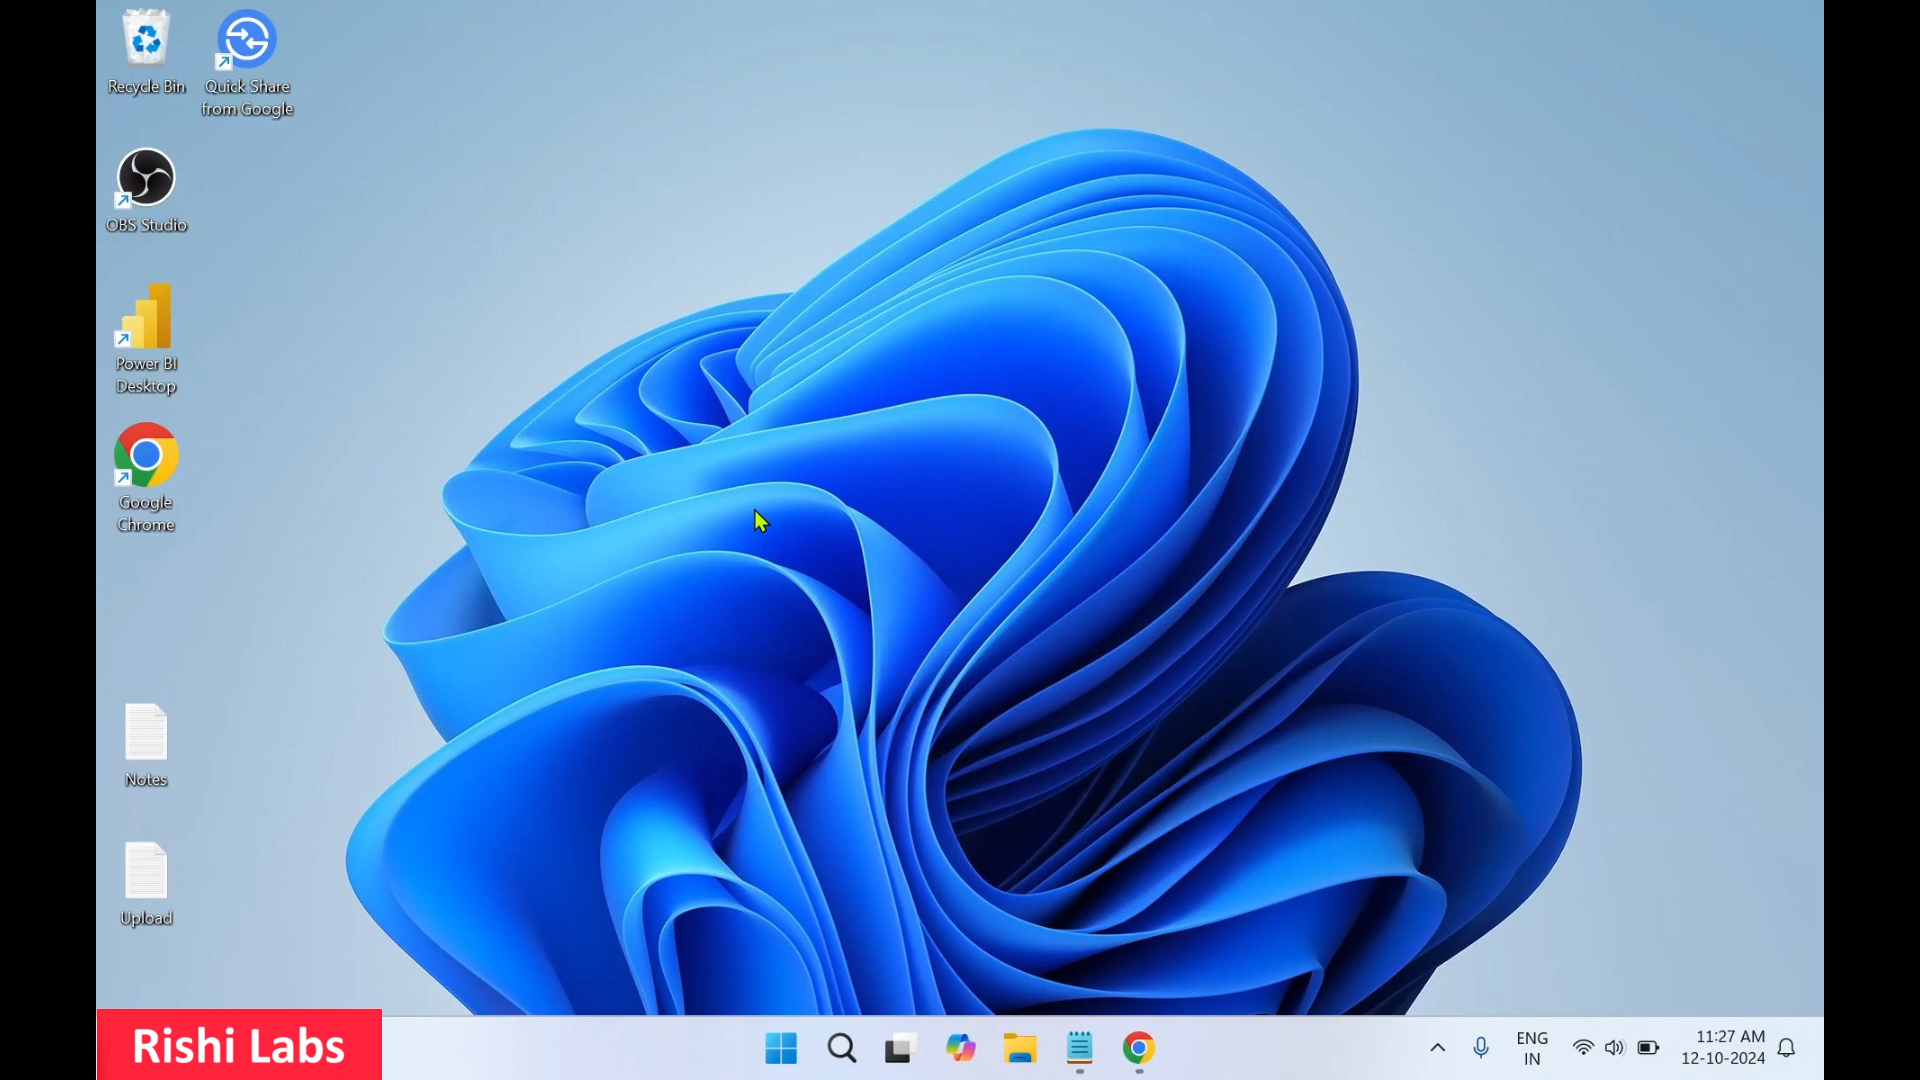 Recycle Bin
Quick Share
from Google
OBS Studio
Power BI
Desktop
Google
Chrome
Notes
Upload
Rishi Labs
ENG
IN
11:27 AM
12-10-2024